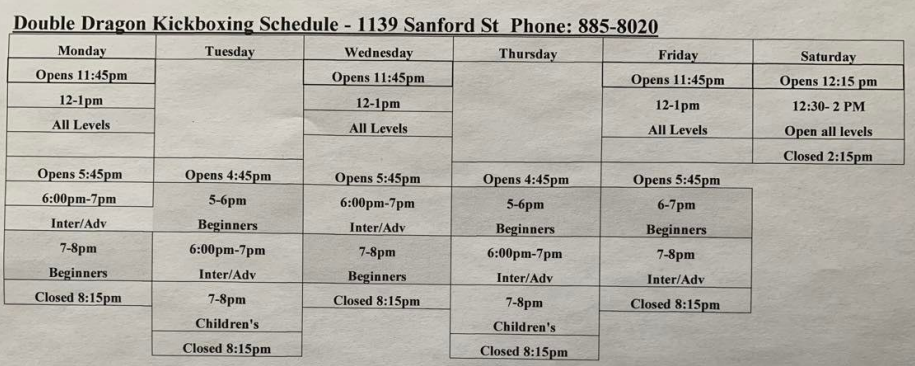 Double Dragon Kickboxing Schedule - 1139 Sanford St Phone: 885-8020
Monday Tuesday Wednesday Thursday Friday Saturday
Opens 11:45pm Opens 11:45pm Opens 11:45pm Opens 12:15 pm
12-1pm 12-1pm 12-1pm 12:30- 2 PM
All Levels All Levels All Levels Open all levels
Closed 2:15pm
Opens 5:45pm Opens 4:45pm Opens 5:45pm Opens 4:45pm Opens 5:45pm
6:00pm-7pm 5-6pm 6:00pm-7pm 5-6pm 6-7pm
Inter/Adv Beginners Inter/Adv Beginners Beginners
7-8pm 6:00pm-7pm 7-8pm 6:00pm-7pm 7-8pm
Beginners Inter/Adv Beginners Inter/Adv Inter/Adv
Closed 8:15pm 7-8pm Closed 8:15pm 7-8pm Closed 8:15pm
Children's Children's
Closed 8:15pm Closed 8:15pm